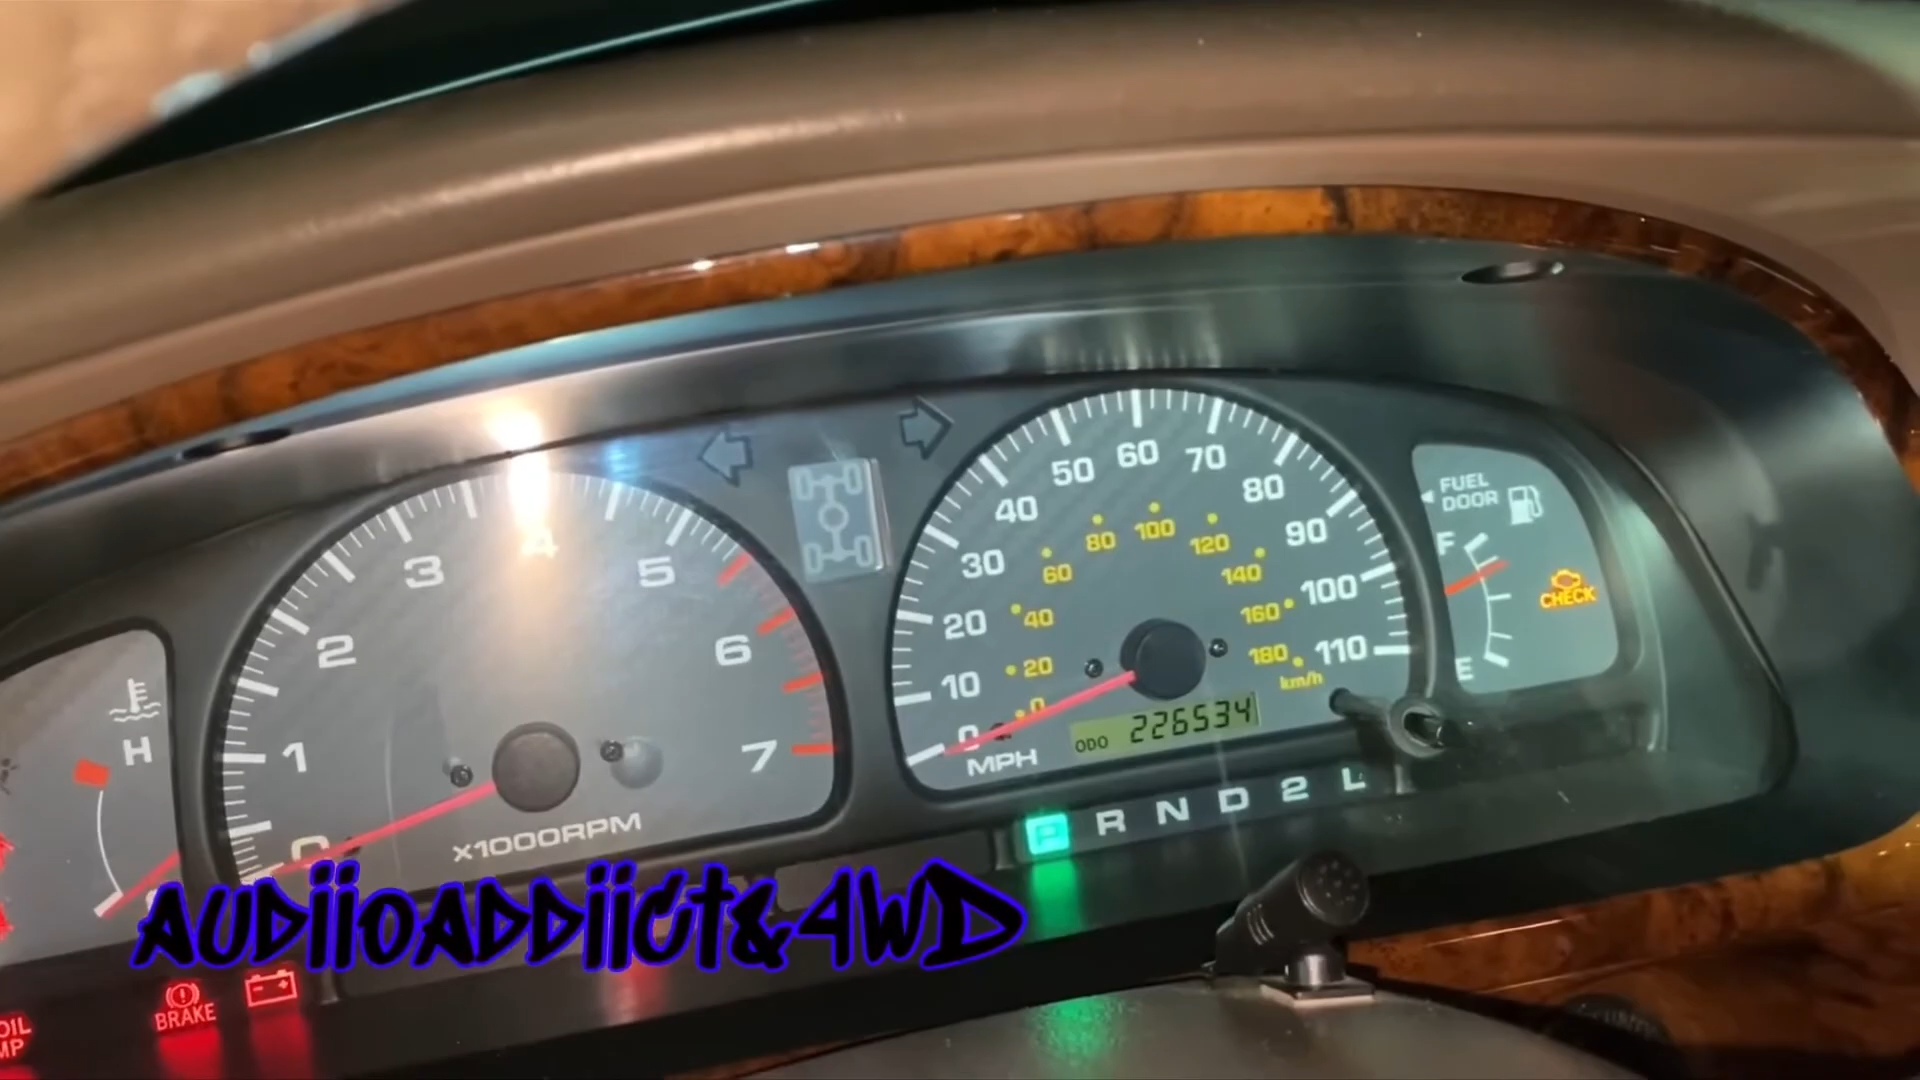 FUEL
DOOR
F
CHECK
E
H
1
2
3
4
5
6
7
0
X1000RPM
0
10
20
30
40
50
60
70
80
90
100
110
MPH
0
20
40
60
80
100
120
140
160
180
km/h
ODO 226534
P R N D 2 L
AUDiiOADDiiCt&4WD
BRAKE
OIL
MP